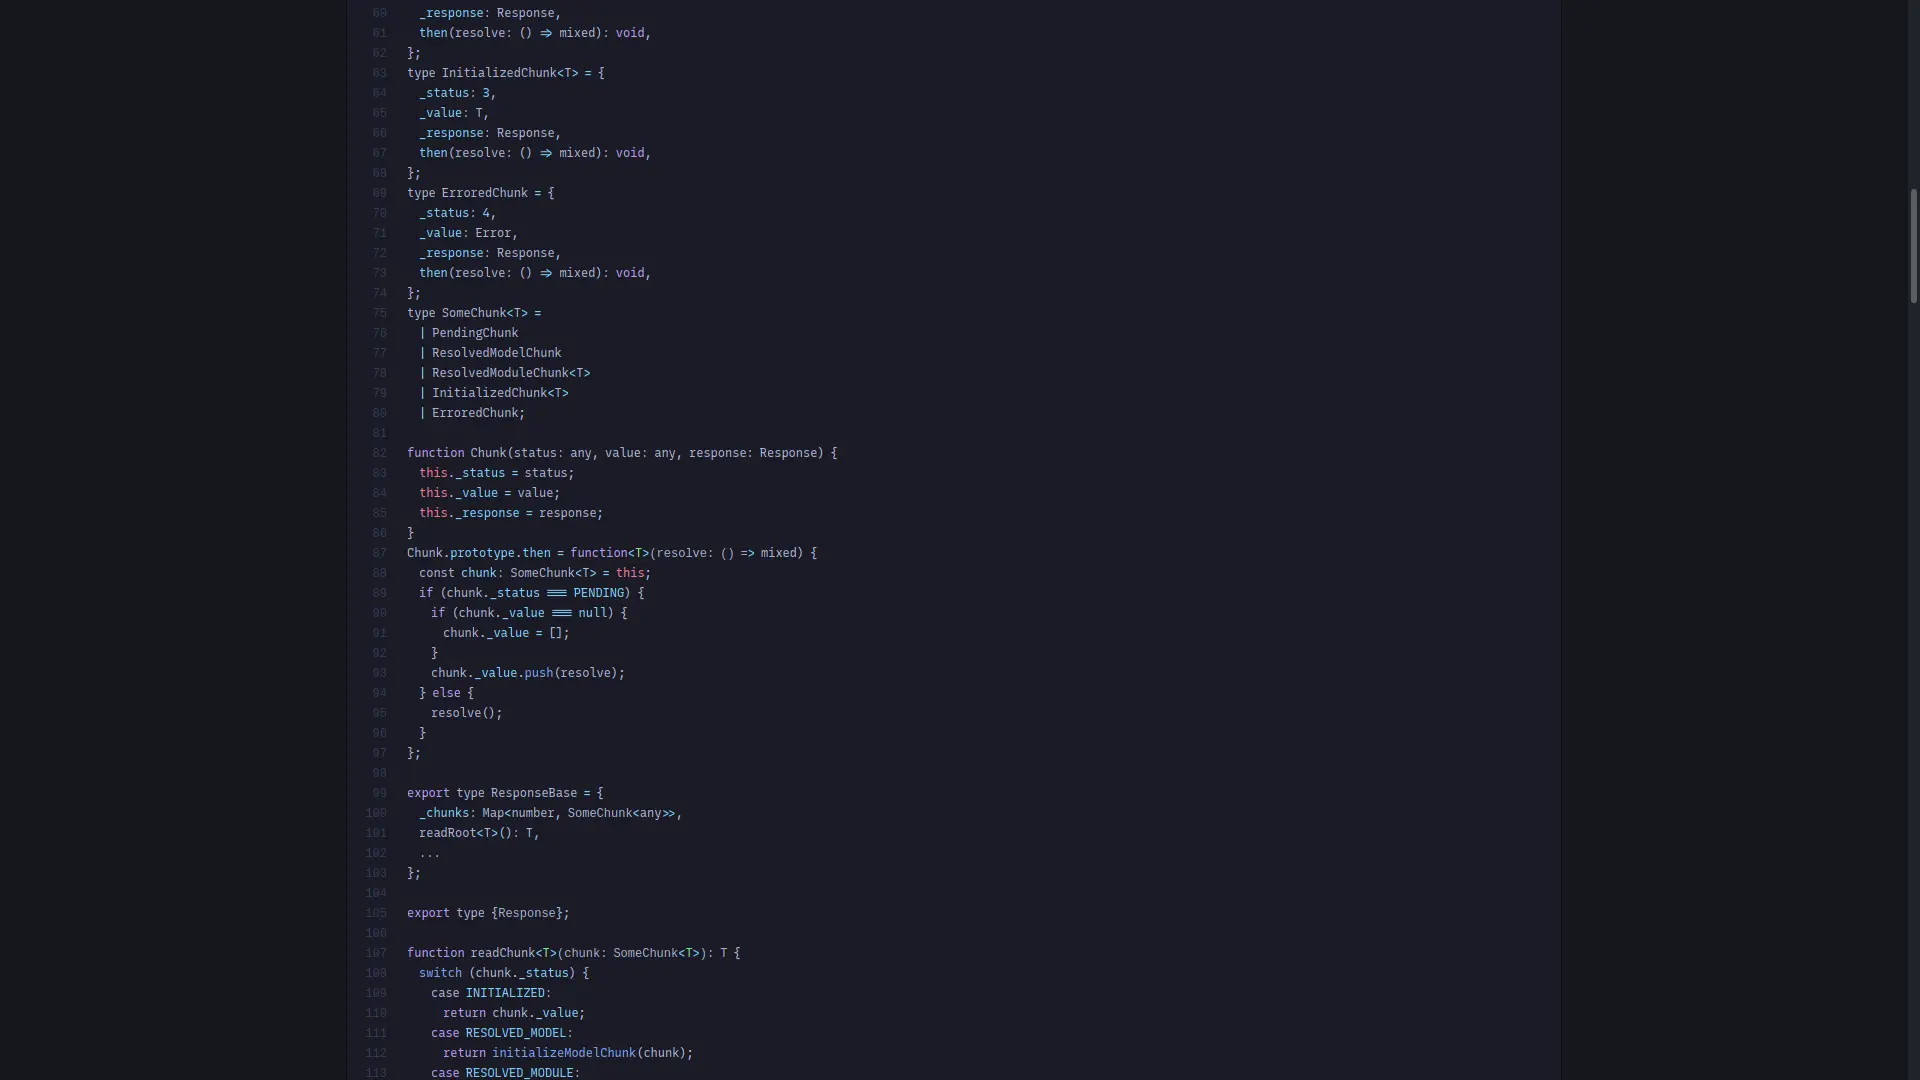 60 _response: Response,
61 then(resolve: () => mixed): void,
62 };
63 type InitializedChunk<T> = {
64 _status: 3,
65 _value: T,
66 _response: Response,
67 then(resolve: () => mixed): void,
68 };
69 type ErroredChunk = {
70 _status: 4,
71 _value: Error,
72 _response: Response,
73 then(resolve: () => mixed): void,
74 };
75 type SomeChunk<T> =
76 | PendingChunk
77 | ResolvedModelChunk
78 | ResolvedModuleChunk<T>
79 | InitializedChunk<T>
80 | ErroredChunk;
81
82 function Chunk(status: any, value: any, response: Response) {
83 this._status = status;
84 this._value = value;
85 this._response = response;
86 }
87 Chunk.prototype.then = function<T>(resolve: () => mixed) {
88 const chunk: SomeChunk<T> = this;
89 if (chunk._status === PENDING) {
90 if (chunk._value === null) {
91 chunk._value = [];
92 }
93 chunk._value.push(resolve);
94 } else {
95 resolve();
96 }
97 };
98
99 export type ResponseBase = {
100 _chunks: Map<number, SomeChunk<any>>,
101 readRoot<T>(): T,
102 ...
103 };
104
105 export type {Response};
106
107 function readChunk<T>(chunk: SomeChunk<T>): T {
108 switch (chunk._status) {
109 case INITIALIZED:
110 return chunk._value;
111 case RESOLVED_MODEL:
112 return initializeModelChunk(chunk);
113 case RESOLVED_MODULE: